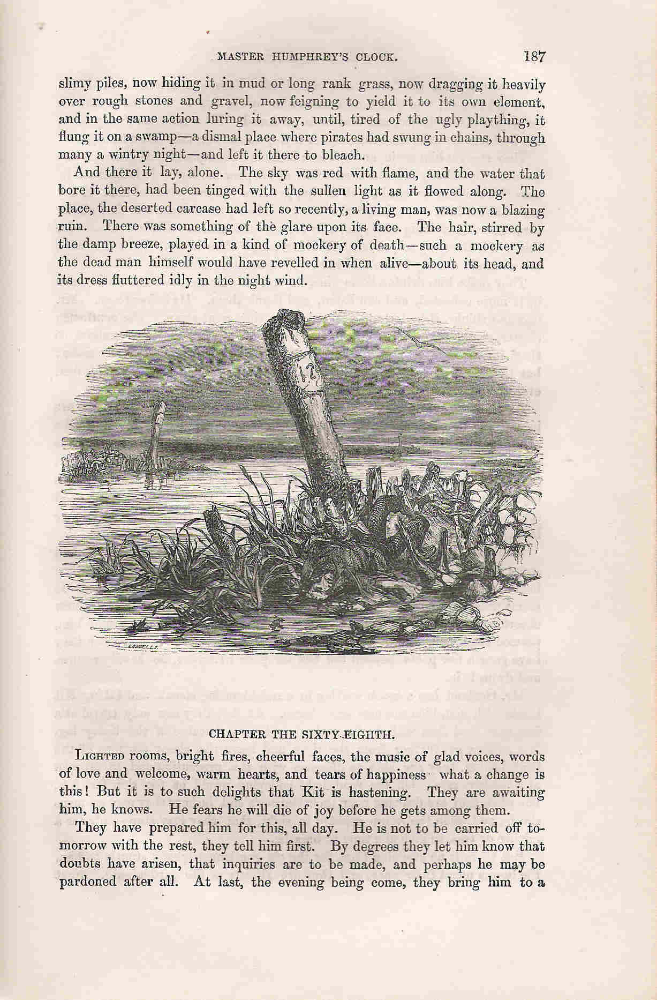 MASTER HUMPHREY'S CLOCK. 187
slimy piles, now hiding it in mud or long rank grass, now dragging it heavily
over rough stones and gravel, now feigning to yield it to its own element,
and in the same action luring it away, until, tired of the ugly plaything, it
flung it on a swamp—a dismal place where pirates had swung in chains, through
many a wintry night—and left it there to bleach.
And there it lay, alone. The sky was red with flame, and the water that
bore it there, had been tinged with the sullen light as it flowed along. The
place, the deserted carcase had left so recently, a living man, was now a blazing
ruin. There was something of the glare upon its face. The hair, stirred by
the damp breeze, played in a kind of mockery of death—such a mockery as
the dead man himself would have revelled in when alive—about its head, and
its dress fluttered idly in the night wind.
12
H.B.
LANDELLS.
CHAPTER THE SIXTY-EIGHTH.
LIGHTED rooms, bright fires, cheerful faces, the music of glad voices, words
of love and welcome, warm hearts, and tears of happiness what a change is
this! But it is to such delights that Kit is hastening. They are awaiting
him, he knows. He fears he will die of joy before he gets among them.
They have prepared him for this, all day. He is not to be carried off to-
morrow with the rest, they tell him first. By degrees they let him know that
doubts have arisen, that inquiries are to be made, and perhaps he may be
pardoned after all. At last, the evening being come, they bring him to a